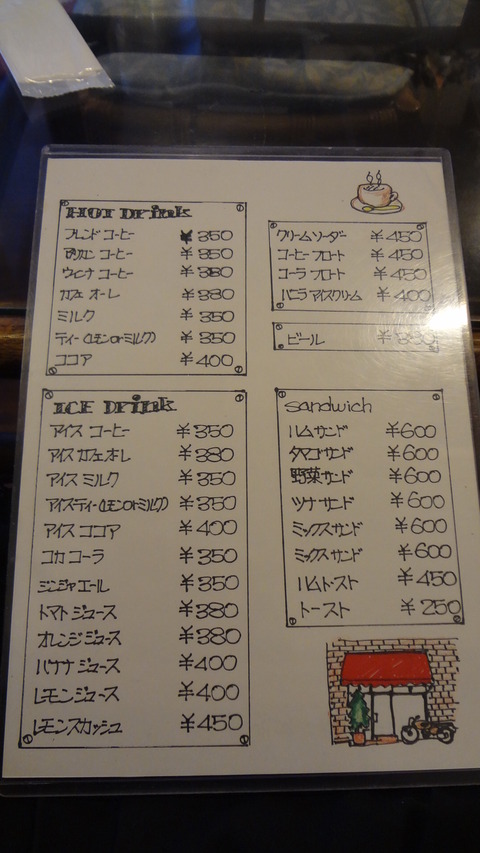 HOT Drink
ブレンド コーヒー ¥350
アメリカン コーヒー ¥350
ウィンナ コーヒー ¥380
カフェ オーレ ¥380
ミルク ¥350
ティー(レモンorミルク) ¥350
ココア ¥400
ICE Drink
アイス コーヒー ¥350
アイス カフェオーレ ¥380
アイス ミルク ¥350
アイスティー(レモンorミルク) ¥350
アイス ココア ¥400
コカ コーラ ¥350
ジンジャエール ¥350
トマト ジュース ¥380
オレンジ ジュース ¥380
バナナ ジュース ¥400
レモン ジュース ¥400
レモンスカッシュ ¥450
クリームソーダー ¥450
コーヒー フロート ¥450
コーラ フロート ¥450
バニラ アイスクリーム ¥400
ビール
sandwich
ハム サンド ¥600
タマゴ サンド ¥600
野菜 サンド ¥600
ツナ サンド ¥600
ミックス サンド ¥600
ミックス サンド ¥600
ハムトースト ¥450
トースト ¥250